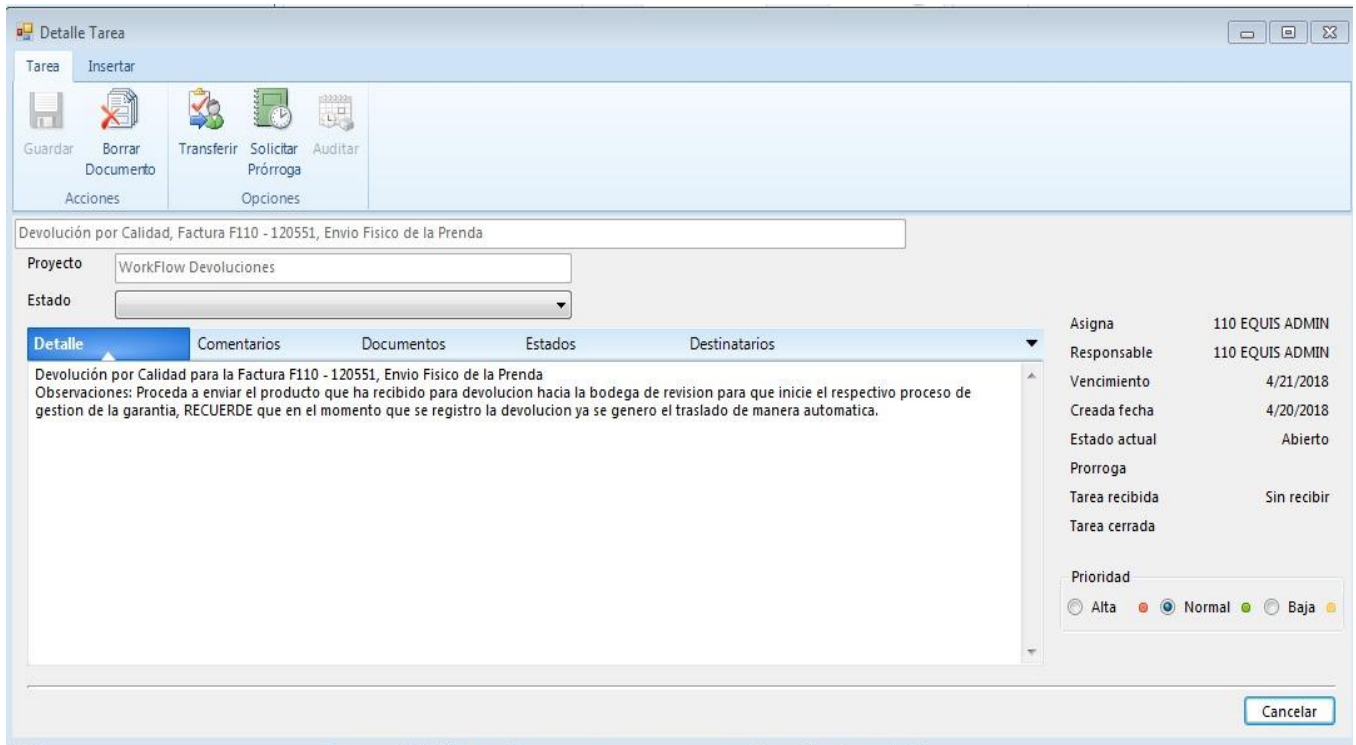 Detalle Tarea
Tarea Insertar
Guardar Borrar Documento Transferir Solicitar Prórroga Auditar
Acciones Opciones
Devolución por Calidad, Factura F110 - 120551, Envio Fisico de la Prenda
Proyecto WorkFlow Devoluciones
Estado
Detalle Comentarios Documentos Estados Destinatarios
Devolución por Calidad para la Factura F110 - 120551, Envio Fisico de la Prenda
Observaciones: Proceda a enviar el producto que ha recibido para devolucion hacia la bodega de revision para que inicie el respectivo proceso de
gestion de la garantia, RECUERDE que en el momento que se registro la devolucion ya se genero el traslado de manera automatica.
Asigna 110 EQUIS ADMIN
Responsable 110 EQUIS ADMIN
Vencimiento 4/21/2018
Creada fecha 4/20/2018
Estado actual Abierto
Prorroga
Tarea recibida Sin recibir
Tarea cerrada
Prioridad
Alta Normal Baja
Cancelar